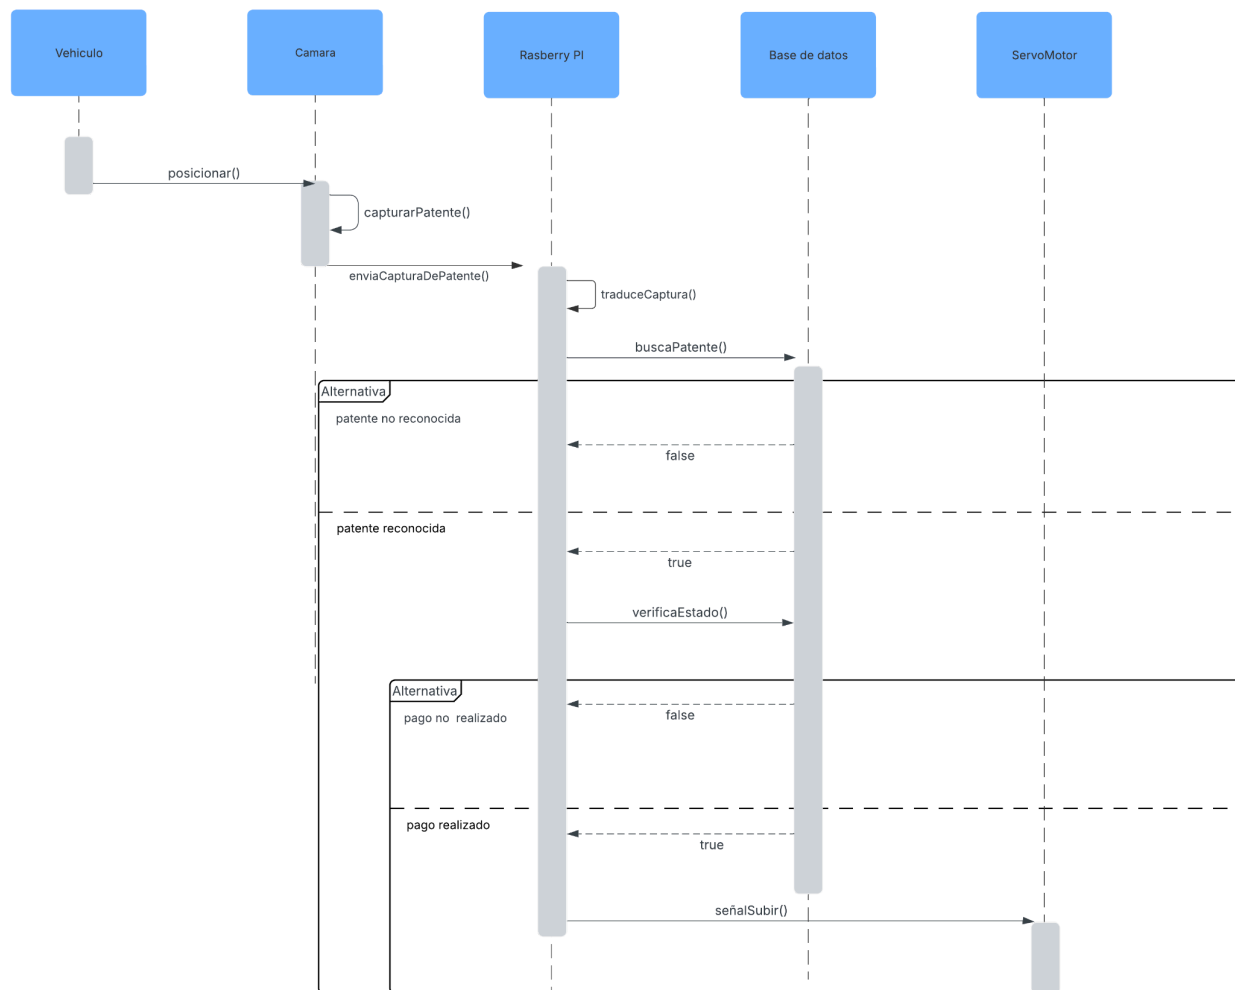 Vehiculo
Camara
Rasberry PI
Base de datos
ServoMotor
posicionar()
capturarPatente()
enviaCapturaDePatente()
traduceCaptura()
buscaPatente()
Alternativa
patente no reconocida
false
patente reconocida
true
verificaEstado()
Alternativa
pago no realizado
false
pago realizado
true
señalSubir()